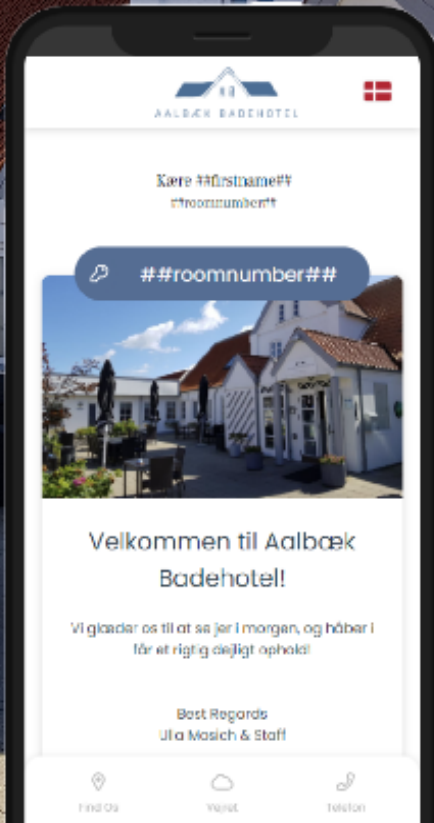 AALBÆK BADEHOTEL
Kære ##firstname##
##roomnumber##
##roomnumber##
Velkommen til Aalbæk
Badehotel!
Vi glæder os til at se jer i morgen, og håber i
får et rigtig dejligt ophold!
Best Regards
Ulla Mosich & Staff
Find Os
Vejret
Telefon